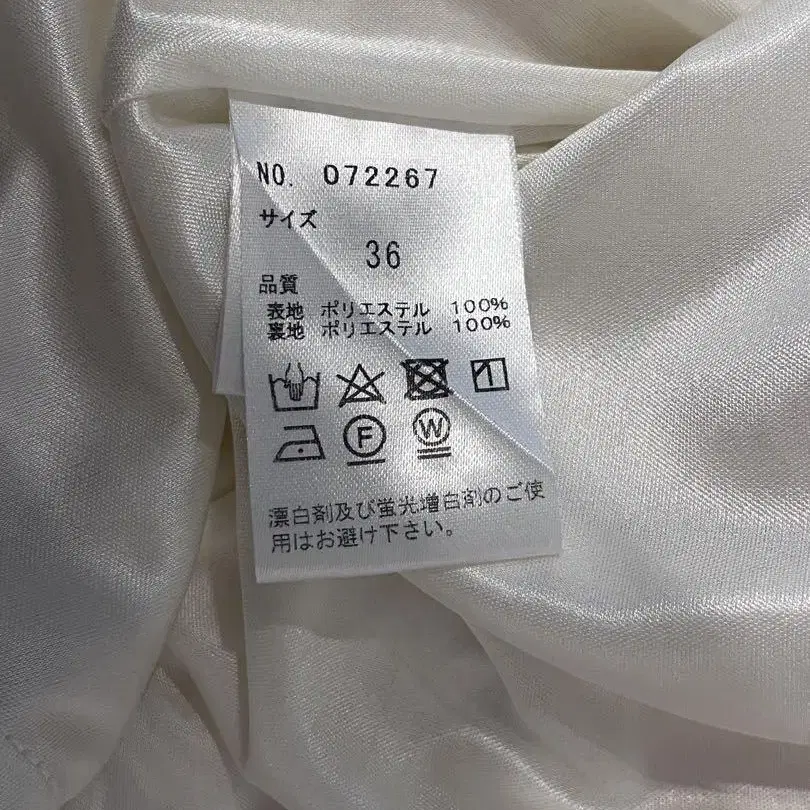 NO. 072267
サイズ
36
品質
表地 ポリエステル 100%
裏地 ポリエステル 100%
F W
漂白剤及び蛍光増白剤のご使
用はお避け下さい。